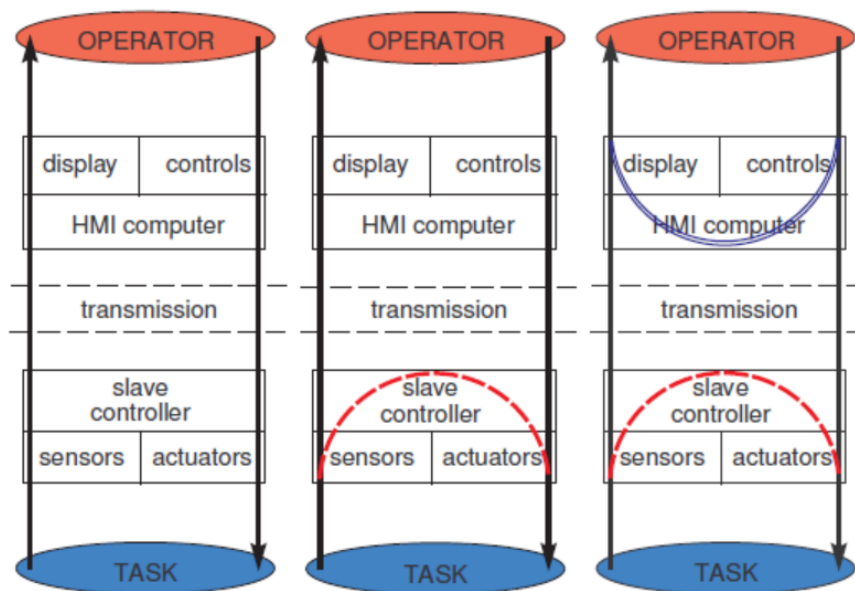 OPERATOR
display controls
HMI computer
transmission
slave
controller
sensors actuators
TASK
OPERATOR
display controls
HMI computer
transmission
slave
controller
sensors actuators
TASK
OPERATOR
display controls
HMI computer
transmission
slave
controller
sensors actuators
TASK